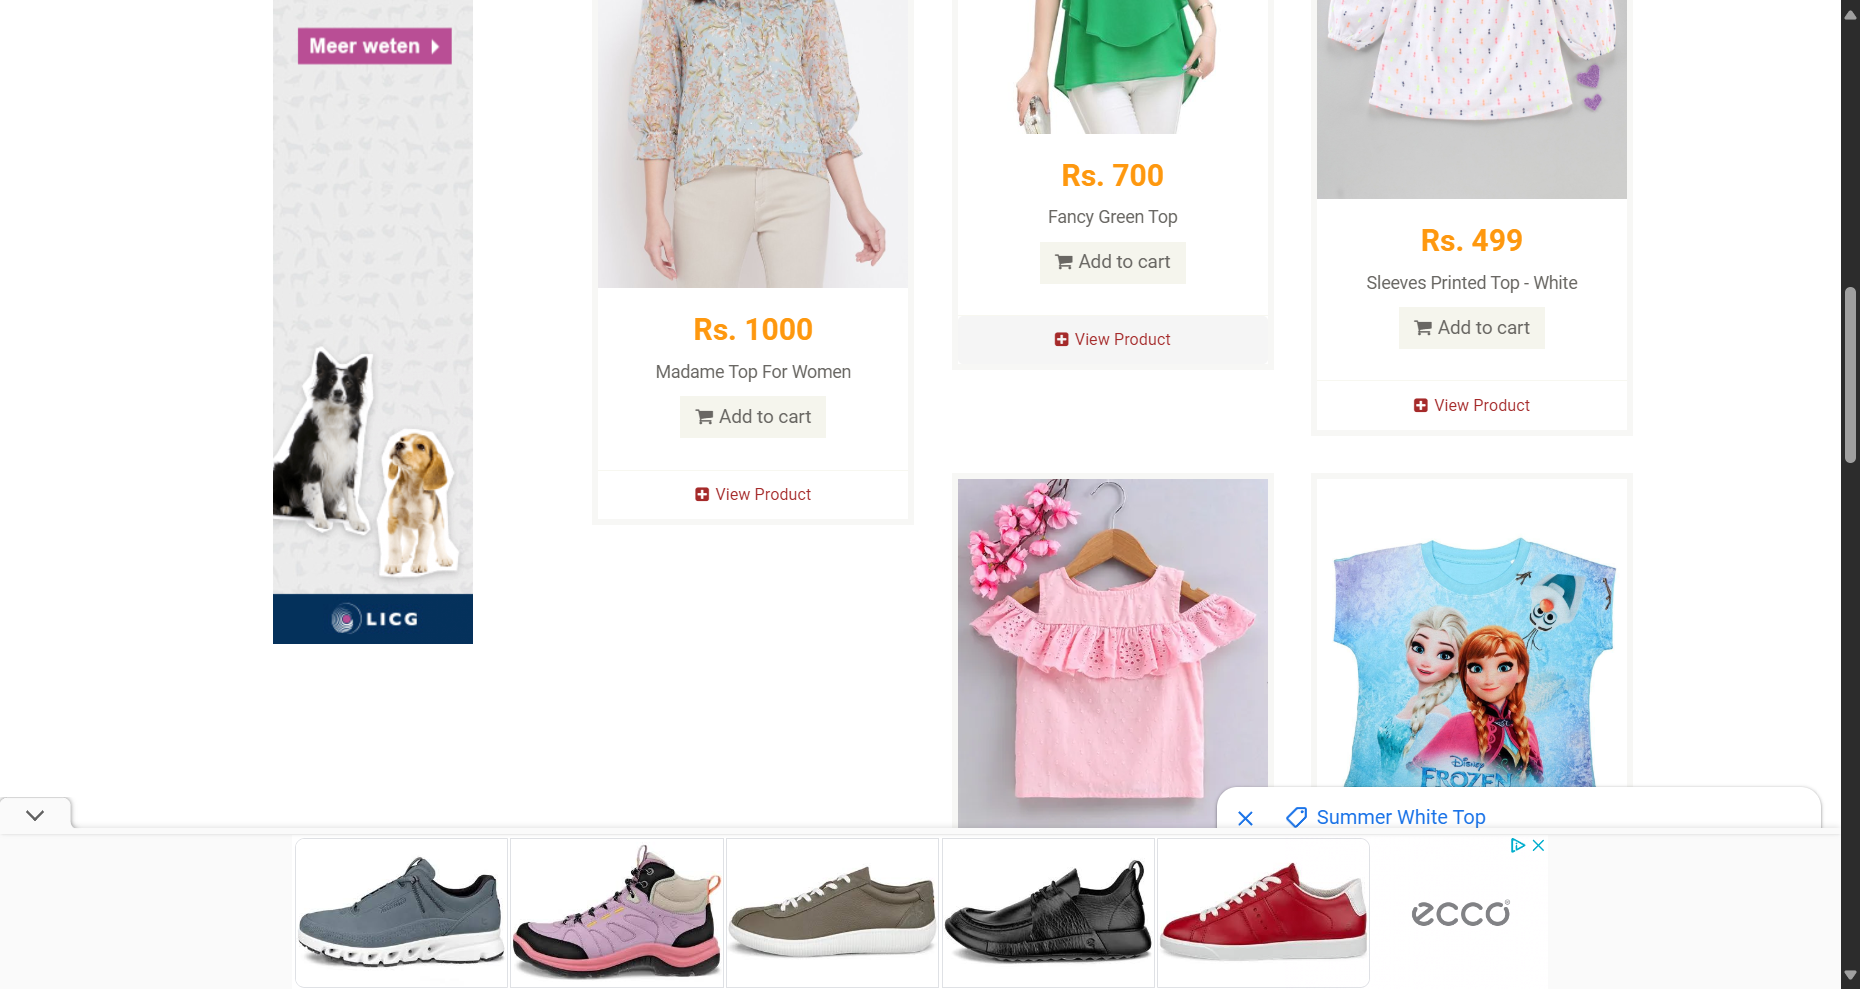 Meer weten
LICG
Rs. 1000
Madame Top For Women
Add to cart
View Product
Rs. 700
Fancy Green Top
Add to cart
View Product
Rs. 499
Sleeves Printed Top - White
Add to cart
View Product
Disney
FROZEN
Summer White Top
ecco